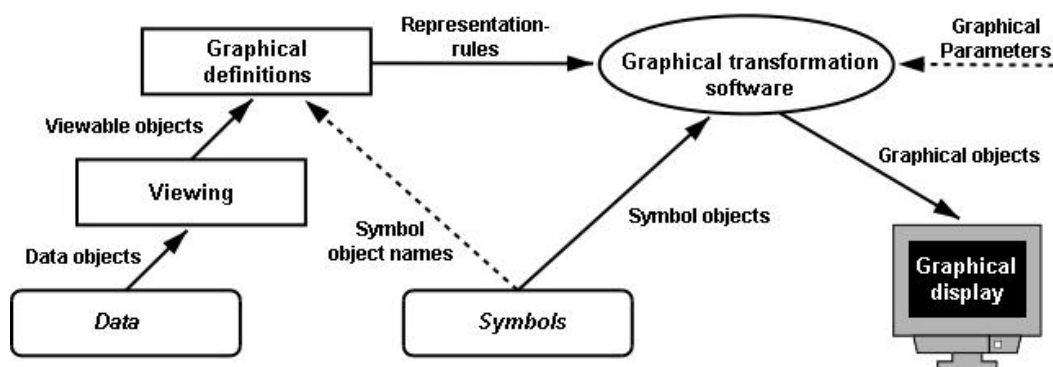 Representation-
rules
Graphical
Parameters
Graphical
definitions
Graphical transformation
software
Viewable objects
Graphical objects
Viewing
Symbol
object names
Symbol objects
Data objects
Graphical
display
Data
Symbols